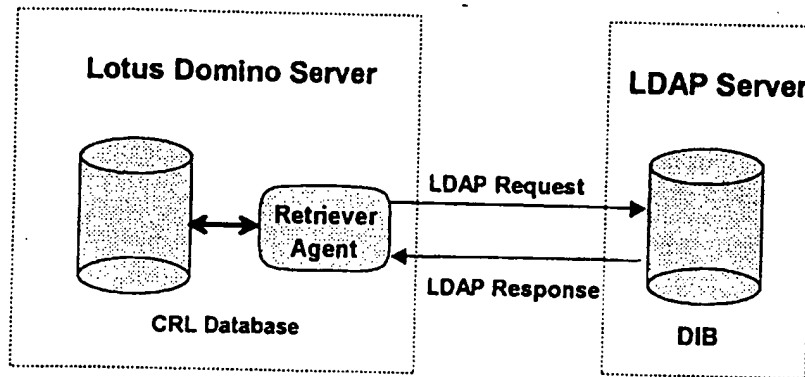 Lotus Domino Server
LDAP Server
LDAP Request
Retriever
Agent
LDAP Response
CRL Database
DIB